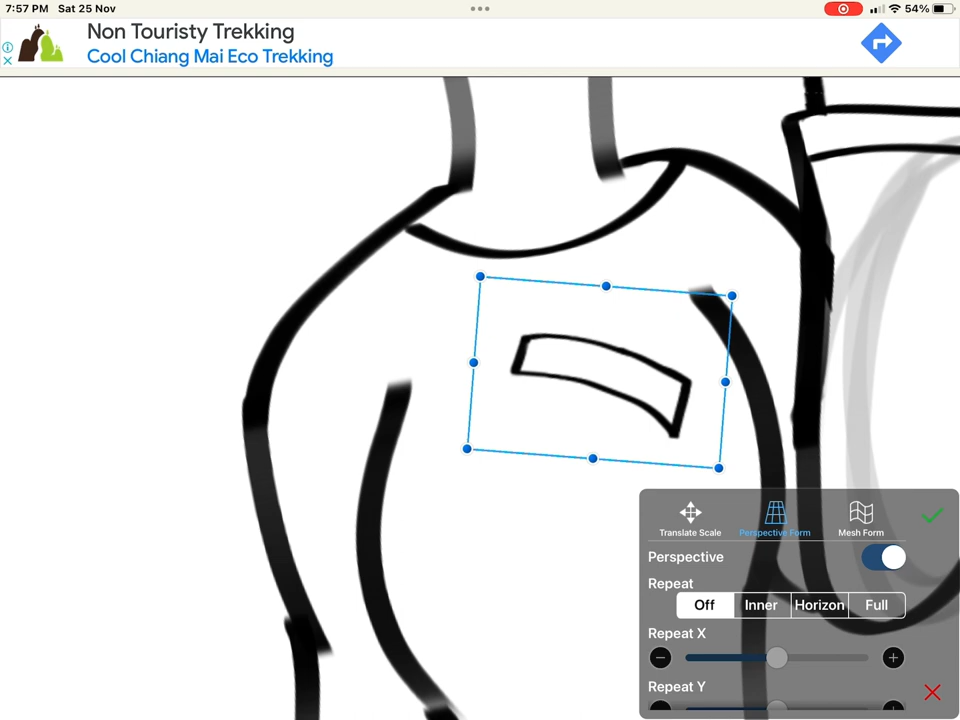 7:57 PM Sat 25 Nov
54%
Non Touristy Trekking
Cool Chiang Mai Eco Trekking
Translate Scale
Perspective Form
Mesh Form
Perspective
Repeat
Off Inner Horizon Full
Repeat X
Repeat Y